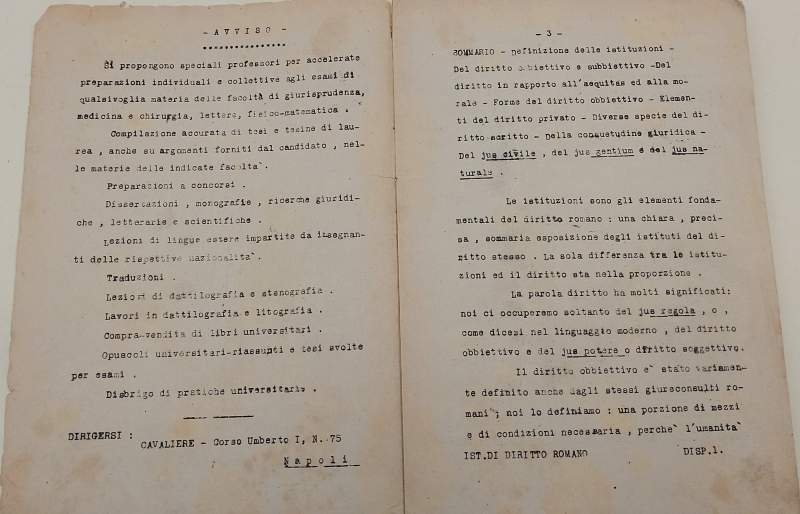 - AVVISO -
Si propongono speciali professori per accelerate
preparazioni individuali e collettive agli esami di
qualsivoglia materia delle facoltà di giurisprudenza,
medicina e chirurgia, lettere, fisico-matematica .
Compilazione accurata di tesi e tesine di lau-
rea , anche su argomenti forniti dal candidato , nel-
le materie delle indicate facolta` .
Preparazioni a concorsi .
Dissertazioni , monografie , ricerche giuridi-
che , letterarie e scientifiche .
Lezioni di lingue estere impartite da insegnan-
ti delle rispettive nazionalita` .
Traduzioni .
Lezioni di dattilografia e stenografia .
Lavori in dattilografia e litografia .
Compra-vendita di libri universitari .
Opuscoli universitari-riassunti e tesi svolte
per esami .
Disbrigo di pratiche universitarie .
DIRIGERSI :
CAVALIERE - Corso Umberto I, N. 75
Napoli
- 3 -
SOMMARIO - Definizione delle istituzioni -
Del diritto obbiettivo e subbiettivo -Del
diritto in rapporto all'aequitas ed alla mo-
rale - Forme del diritto obbiettivo - Elemen-
ti del diritto privato - Diverse specie del di-
ritto scritto - Della consuetudine giuridica -
Del jus civile , del jus gentium e del jus na-
turale .
Le istituzioni sono gli elementi fonda-
mentali del diritto romano : una chiara , preci-
sa , sommaria esposizione degli istituti del di-
ritto stesso . La sola differenza tra le istitu-
zioni ed il diritto sta nella proporzione .
La parola diritto ha molti significati:
noi ci occuperemo soltanto del jus regola , o ,
come dicesi nel linguaggio moderno , del diritto
obbiettivo e del jus potere o diritto soggettivo.
Il diritto obbiettivo e` stato variamen-
te definito anche dagli stessi giureconsulti ro-
mani ; noi lo definiamo : una porzione di mezzi
e di condizioni necessaria , perche` l'umanità
IST.DI DIRITTO ROMANO DISP.1.